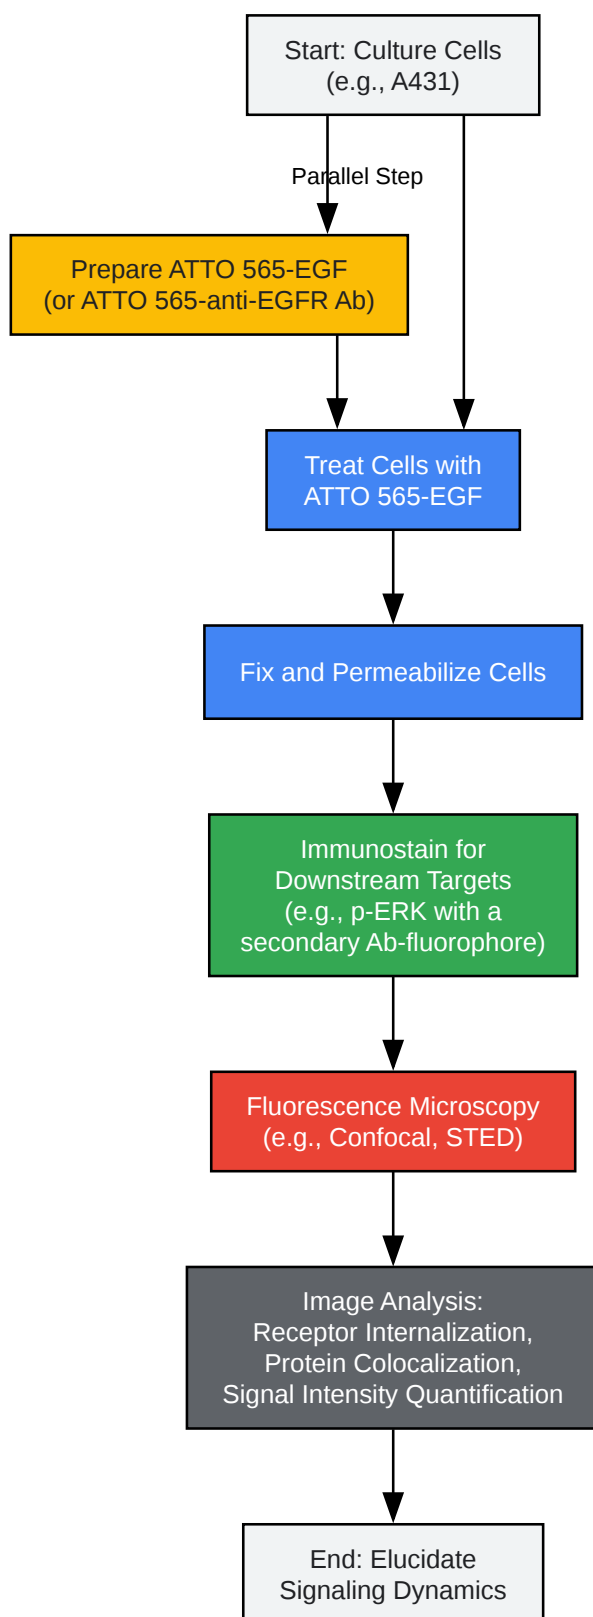 Start: Culture Cells
(e.g., A431)
Parallel Step
Prepare ATTO 565-EGF
(or ATTO 565-anti-EGFR Ab)
Treat Cells with
ATTO 565-EGF
Fix and Permeabilize Cells
Immunostain for
Downstream Targets
(e.g., p-ERK with a
secondary Ab-fluorophore)
Fluorescence Microscopy
(e.g., Confocal, STED)
Image Analysis:
Receptor Internalization,
Protein Colocalization,
Signal Intensity Quantification
End: Elucidate
Signaling Dynamics